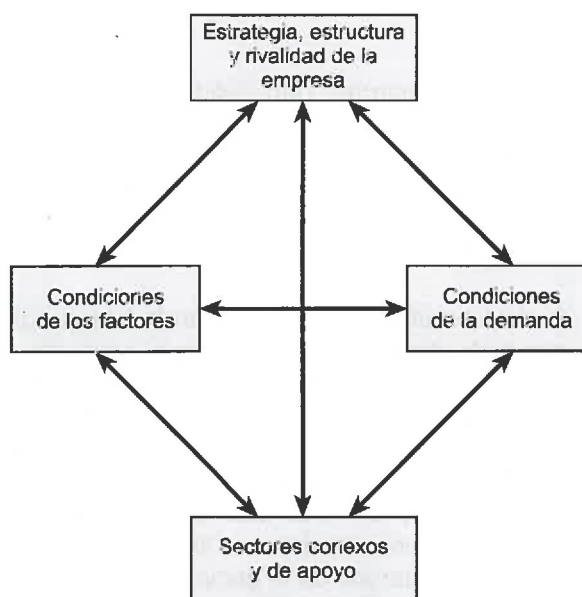 Estrategia, estructura
y rivalidad de la
empresa
Condiciones
de los factores
Condiciones
de la demanda
Sectores conexos
y de apoyo